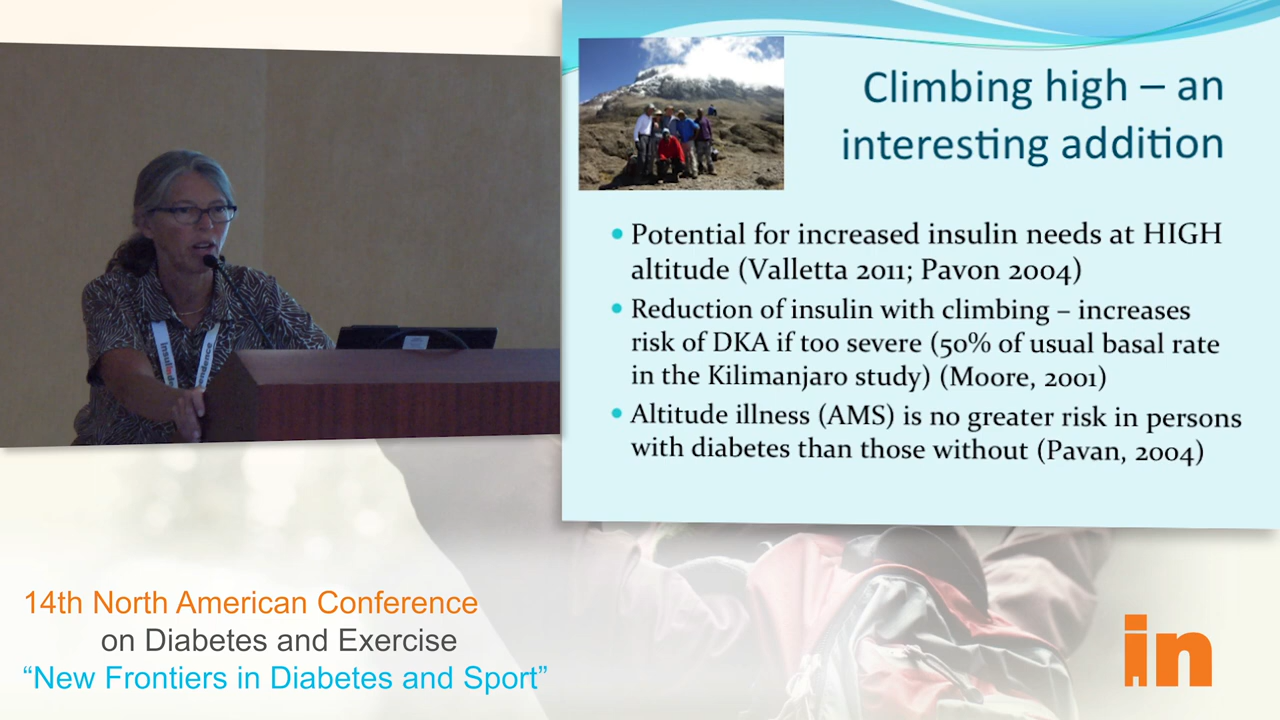 Climbing high – an
interesting addition
Potential for increased insulin needs at HIGH
altitude (Valletta 2011; Pavon 2004)
Reduction of insulin with climbing – increases
risk of DKA if too severe (50% of usual basal rate
in the Kilimanjaro study) (Moore, 2001)
Altitude illness (AMS) is no greater risk in persons
with diabetes than those without (Pavan, 2004)
14th North American Conference
on Diabetes and Exercise
“New Frontiers in Diabetes and Sport”
in